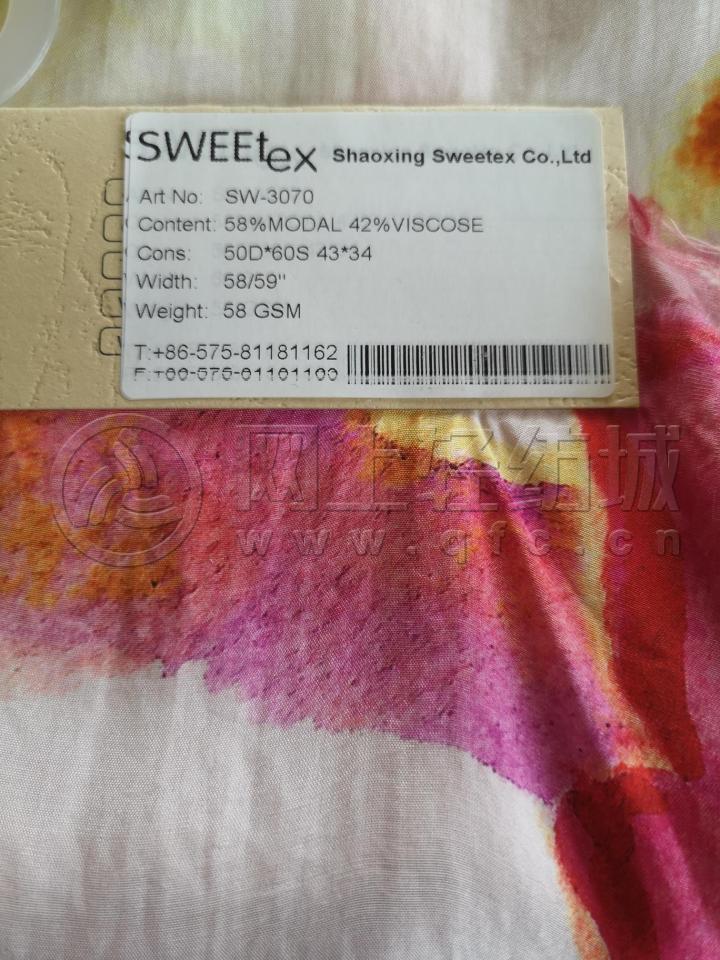 SWEEtex Shaoxing Sweetex Co.,Ltd
Art No: SW-3070
Content: 58%MODAL 42%VISCOSE
Cons: 50D*60S 43*34
Width: 58/59"
Weight: 58 GSM
T:+86-575-81181162
网上轻纺城
www.qfc.cn